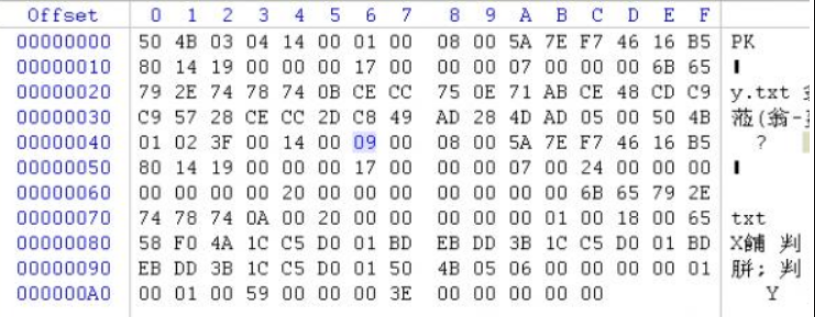 Offset 0 1 2 3 4 5 6 7 8 9 A B C D E F
00000000 50 4B 03 04 14 00 01 00 08 00 5A 7E F7 46 16 B5 PK
00000010 80 14 19 00 00 00 17 00 00 00 07 00 00 00 6B 65
00000020 79 2E 74 78 74 0B CE CC 75 0E 71 AB CE 48 CD C9 y.txt
00000030 C9 57 28 CE CC 2D C8 49 AD 28 4D AD 05 00 50 4B 蒞(翁-
00000040 01 02 3F 00 14 00 09 00 08 00 5A 7E F7 46 16 B5 ?
00000050 80 14 19 00 00 00 17 00 00 00 07 00 24 00 00 00
00000060 00 00 00 00 20 00 00 00 00 00 00 00 6B 65 79 2E
00000070 74 78 74 0A 00 20 00 00 00 00 00 01 00 18 00 65 txt
00000080 58 F0 4A 1C C5 D0 01 BD EB DD 3B 1C C5 D0 01 BD X餔 判
00000090 EB DD 3B 1C C5 D0 01 50 4B 05 06 00 00 00 00 01 腁; 判
000000A0 00 01 00 59 00 00 00 3E 00 00 00 00 00 Y